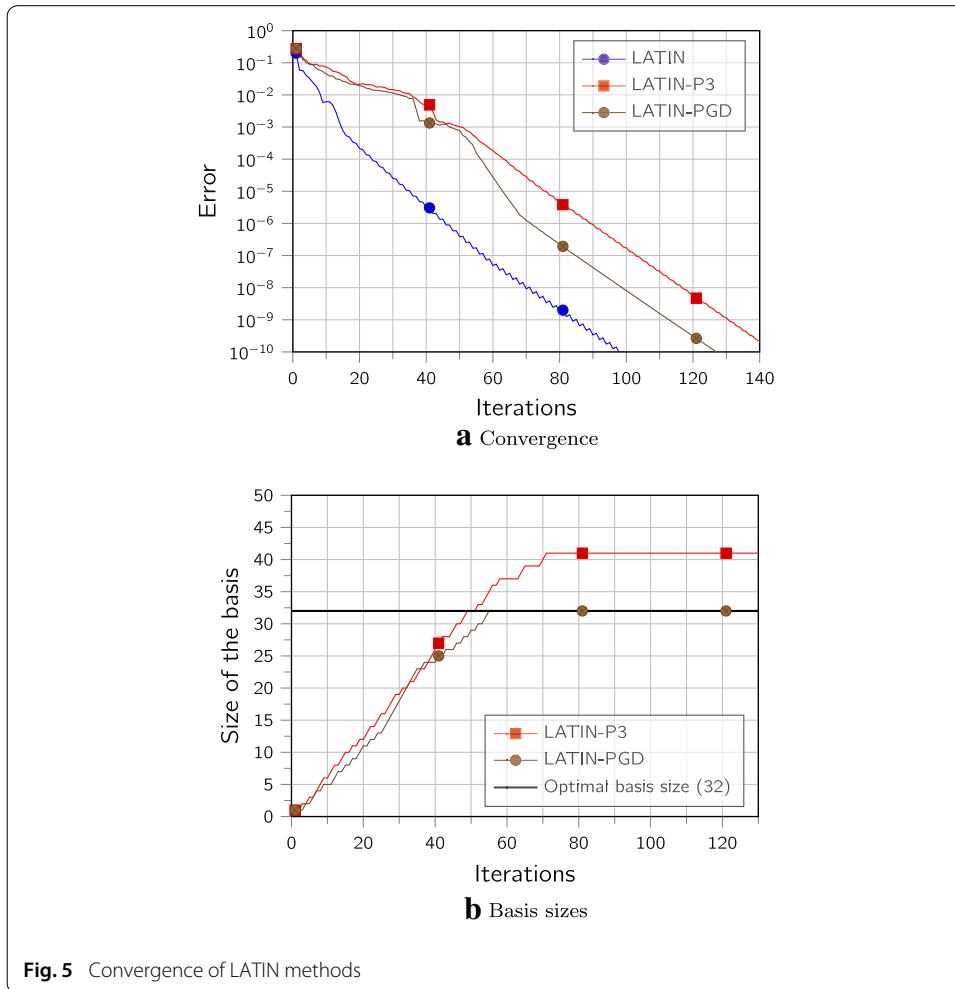 10^0
10^-1
10^-2
10^-3
10^-4
10^-5
10^-6
10^-7
10^-8
10^-9
10^-10
Error
LATIN
LATIN-P3
LATIN-PGD
0 20 40 60 80 100 120 140
Iterations
a Convergence
50
45
40
35
30
25
20
15
10
5
0
Size of the basis
LATIN-P3
LATIN-PGD
Optimal basis size (32)
0 20 40 60 80 100 120
Iterations
b Basis sizes
Fig. 5 Convergence of LATIN methods